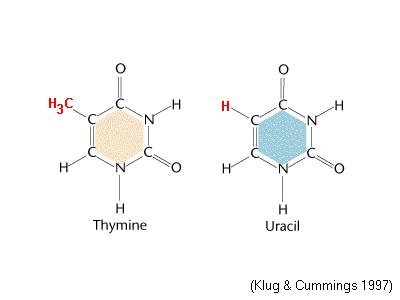 O O
H₃C C N H H C C N H
H C C O H C C O
N N
H H
Thymine Uracil
(Klug & Cummings 1997)